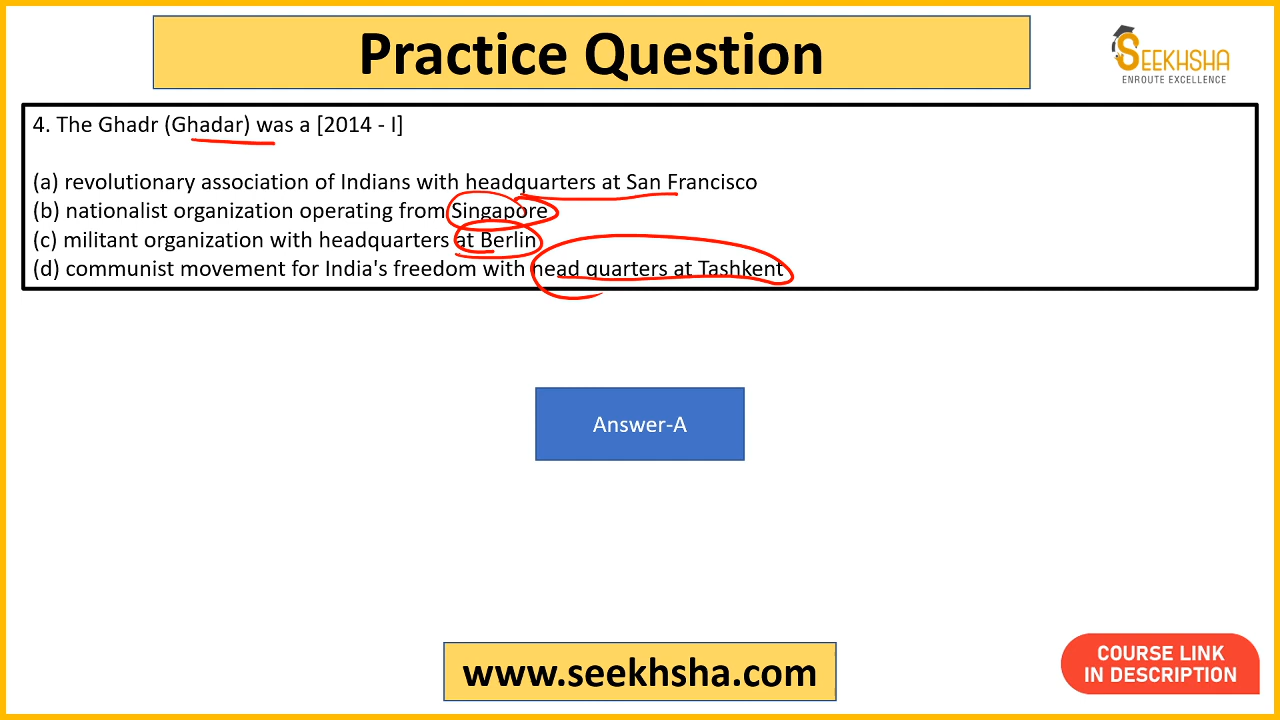 Practice Question
SEEKHSHA
ENROUTE EXCELLENCE
4. The Ghadr (Ghadar) was a [2014 - I]
(a) revolutionary association of Indians with headquarters at San Francisco
(b) nationalist organization operating from Singapore
(c) militant organization with headquarters at Berlin
(d) communist movement for India's freedom with head quarters at Tashkent
Answer-A
www.seekhsha.com
COURSE LINK
IN DESCRIPTION